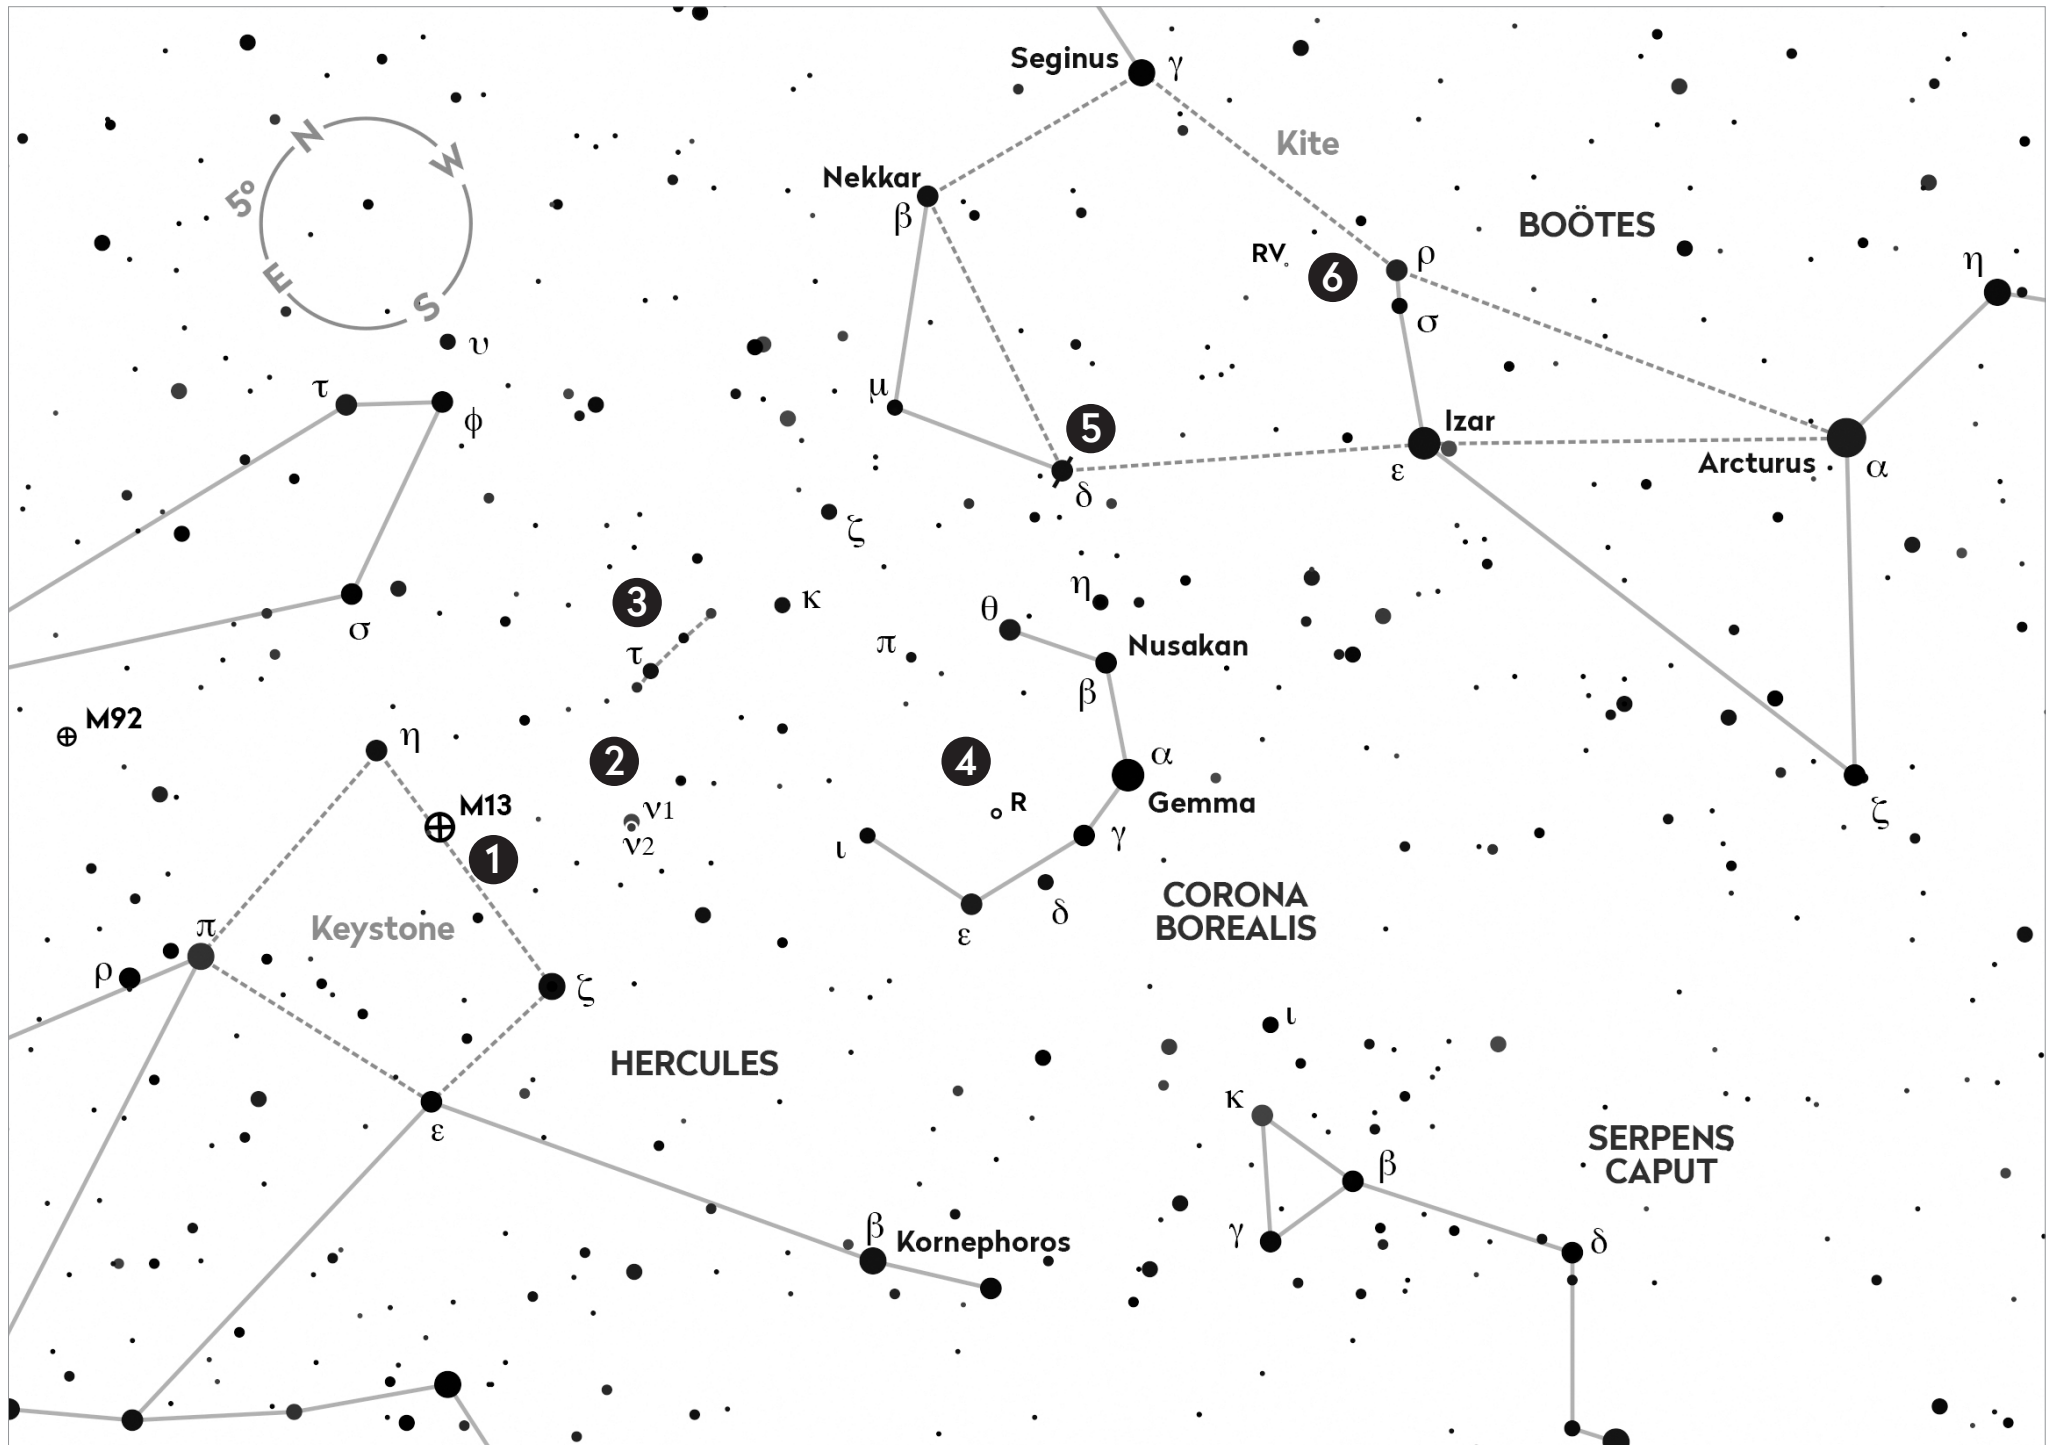 Seginus
γ
Kite
N
W
5°
E
S
Nekkar
β
RV
6
ρ
BOÖTES
σ
η
υ
τ
φ
μ
5
Izar
ε
Arcturus
α
δ
ζ
3
κ
η
θ
σ
τ
π
Nusakan
β
M92
η
2
4
α
R
Gemma
M13
ν1
ν2
1
ι
γ
ζ
CORONA
BOREALIS
δ
ε
Keystone
π
ρ
ζ
ι
HERCULES
κ
ε
SERPENS
CAPUT
β
γ
β
Kornephoros
δ